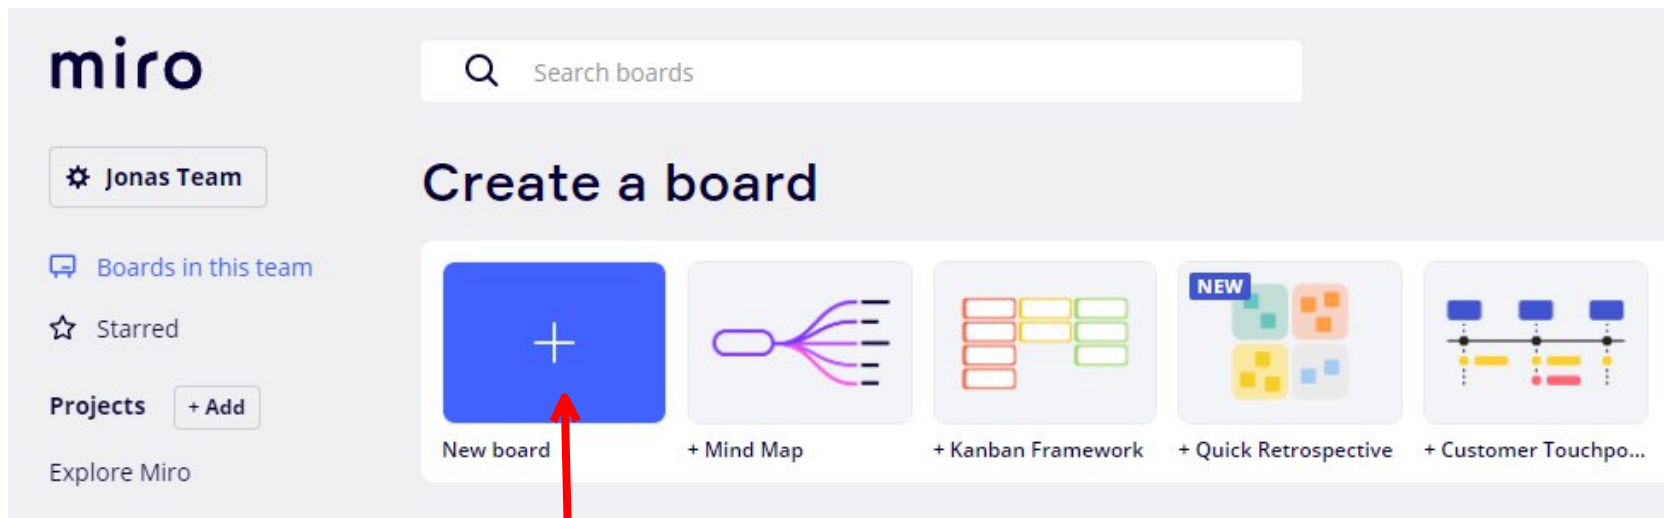 miro
Search boards
Jonas Team
Create a board
Boards in this team
Starred
Projects
+ Add
Explore Miro
New board
+ Mind Map
+ Kanban Framework
NEW
+ Quick Retrospective
+ Customer Touchpo...